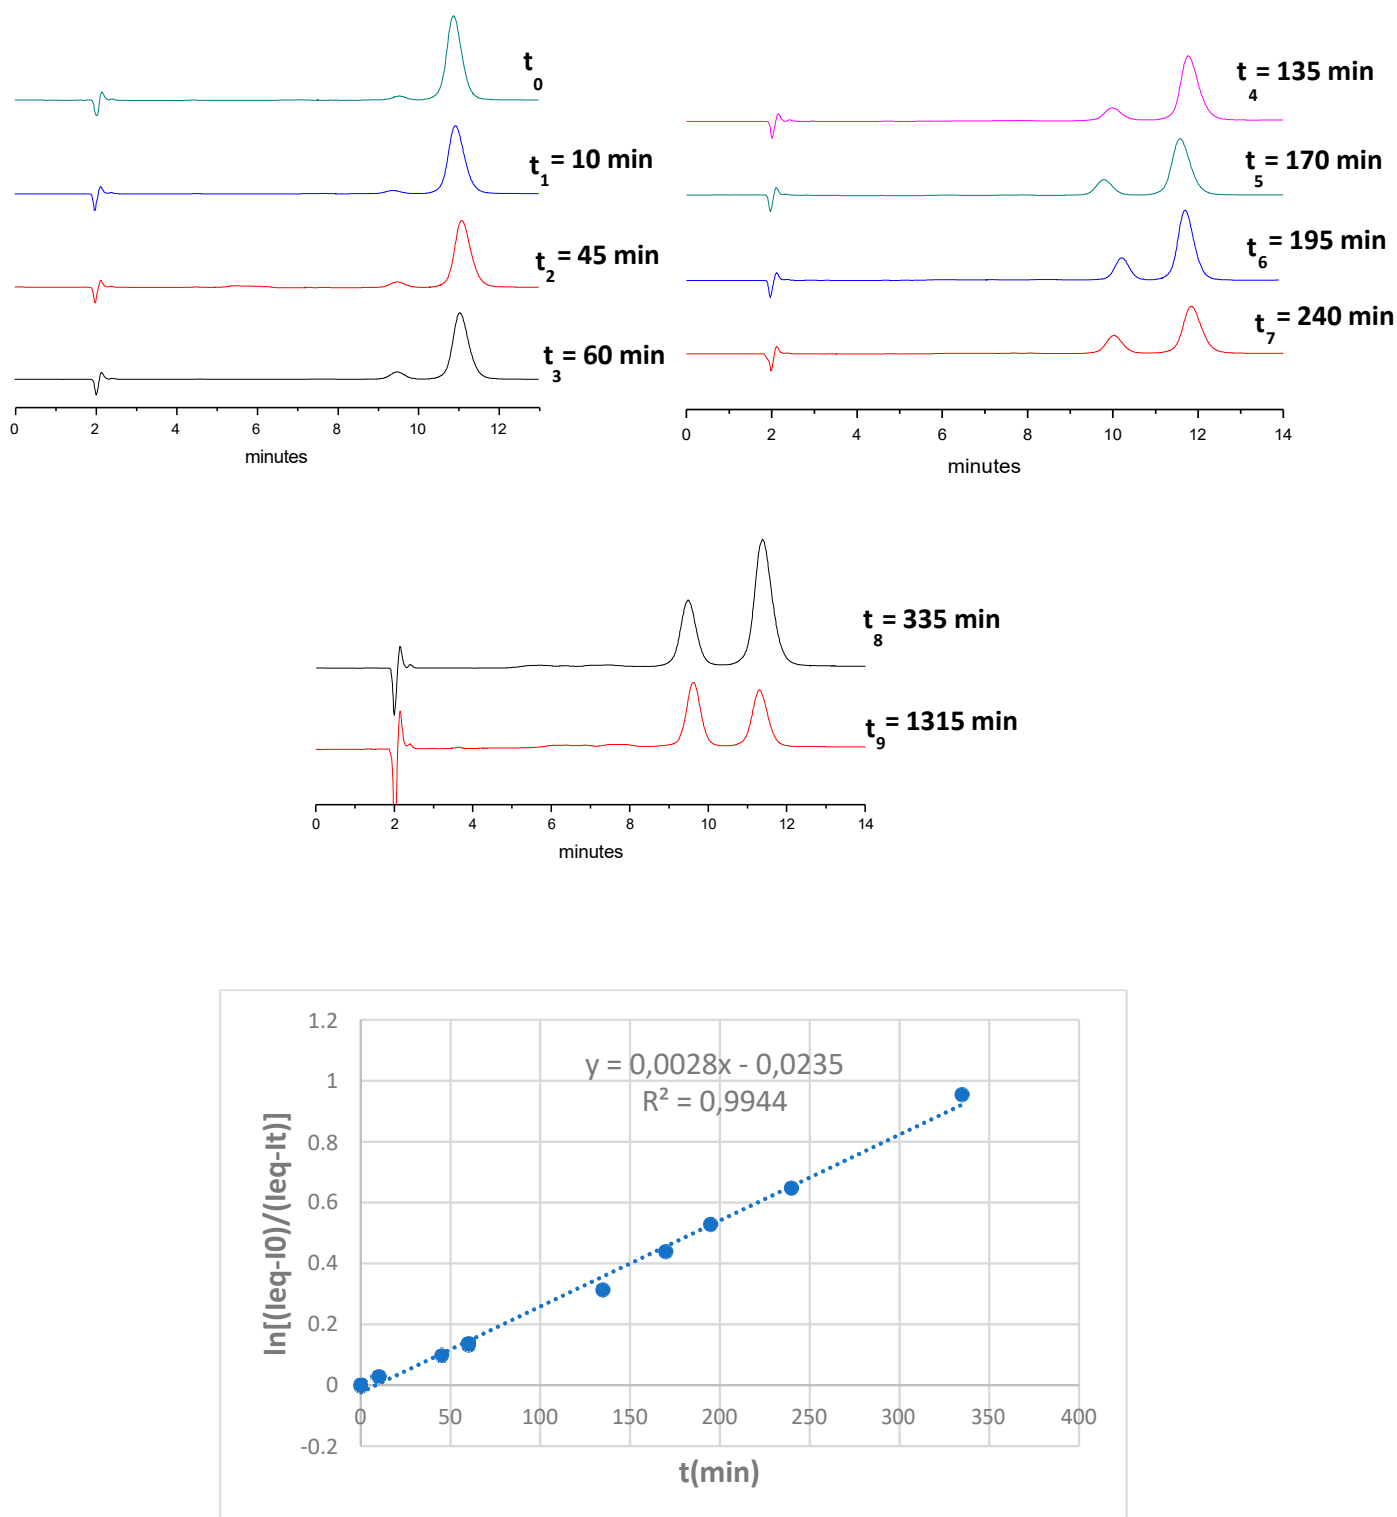 t0
t1 = 10 min
t2 = 45 min
t3 = 60 min
0 2 4 6 8 10 12
minutes
t4 = 135 min
t5 = 170 min
t6 = 195 min
t7 = 240 min
0 2 4 6 8 10 12 14
minutes
t8 = 335 min
t9 = 1315 min
0 2 4 6 8 10 12 14
minutes
1.2
1
0.8
0.6
0.4
0.2
0
-0.2
ln[(Ieq-I0)/(Ieq-It)]
y = 0,0028x - 0,0235
R² = 0,9944
0 50 100 150 200 250 300 350 400
t(min)